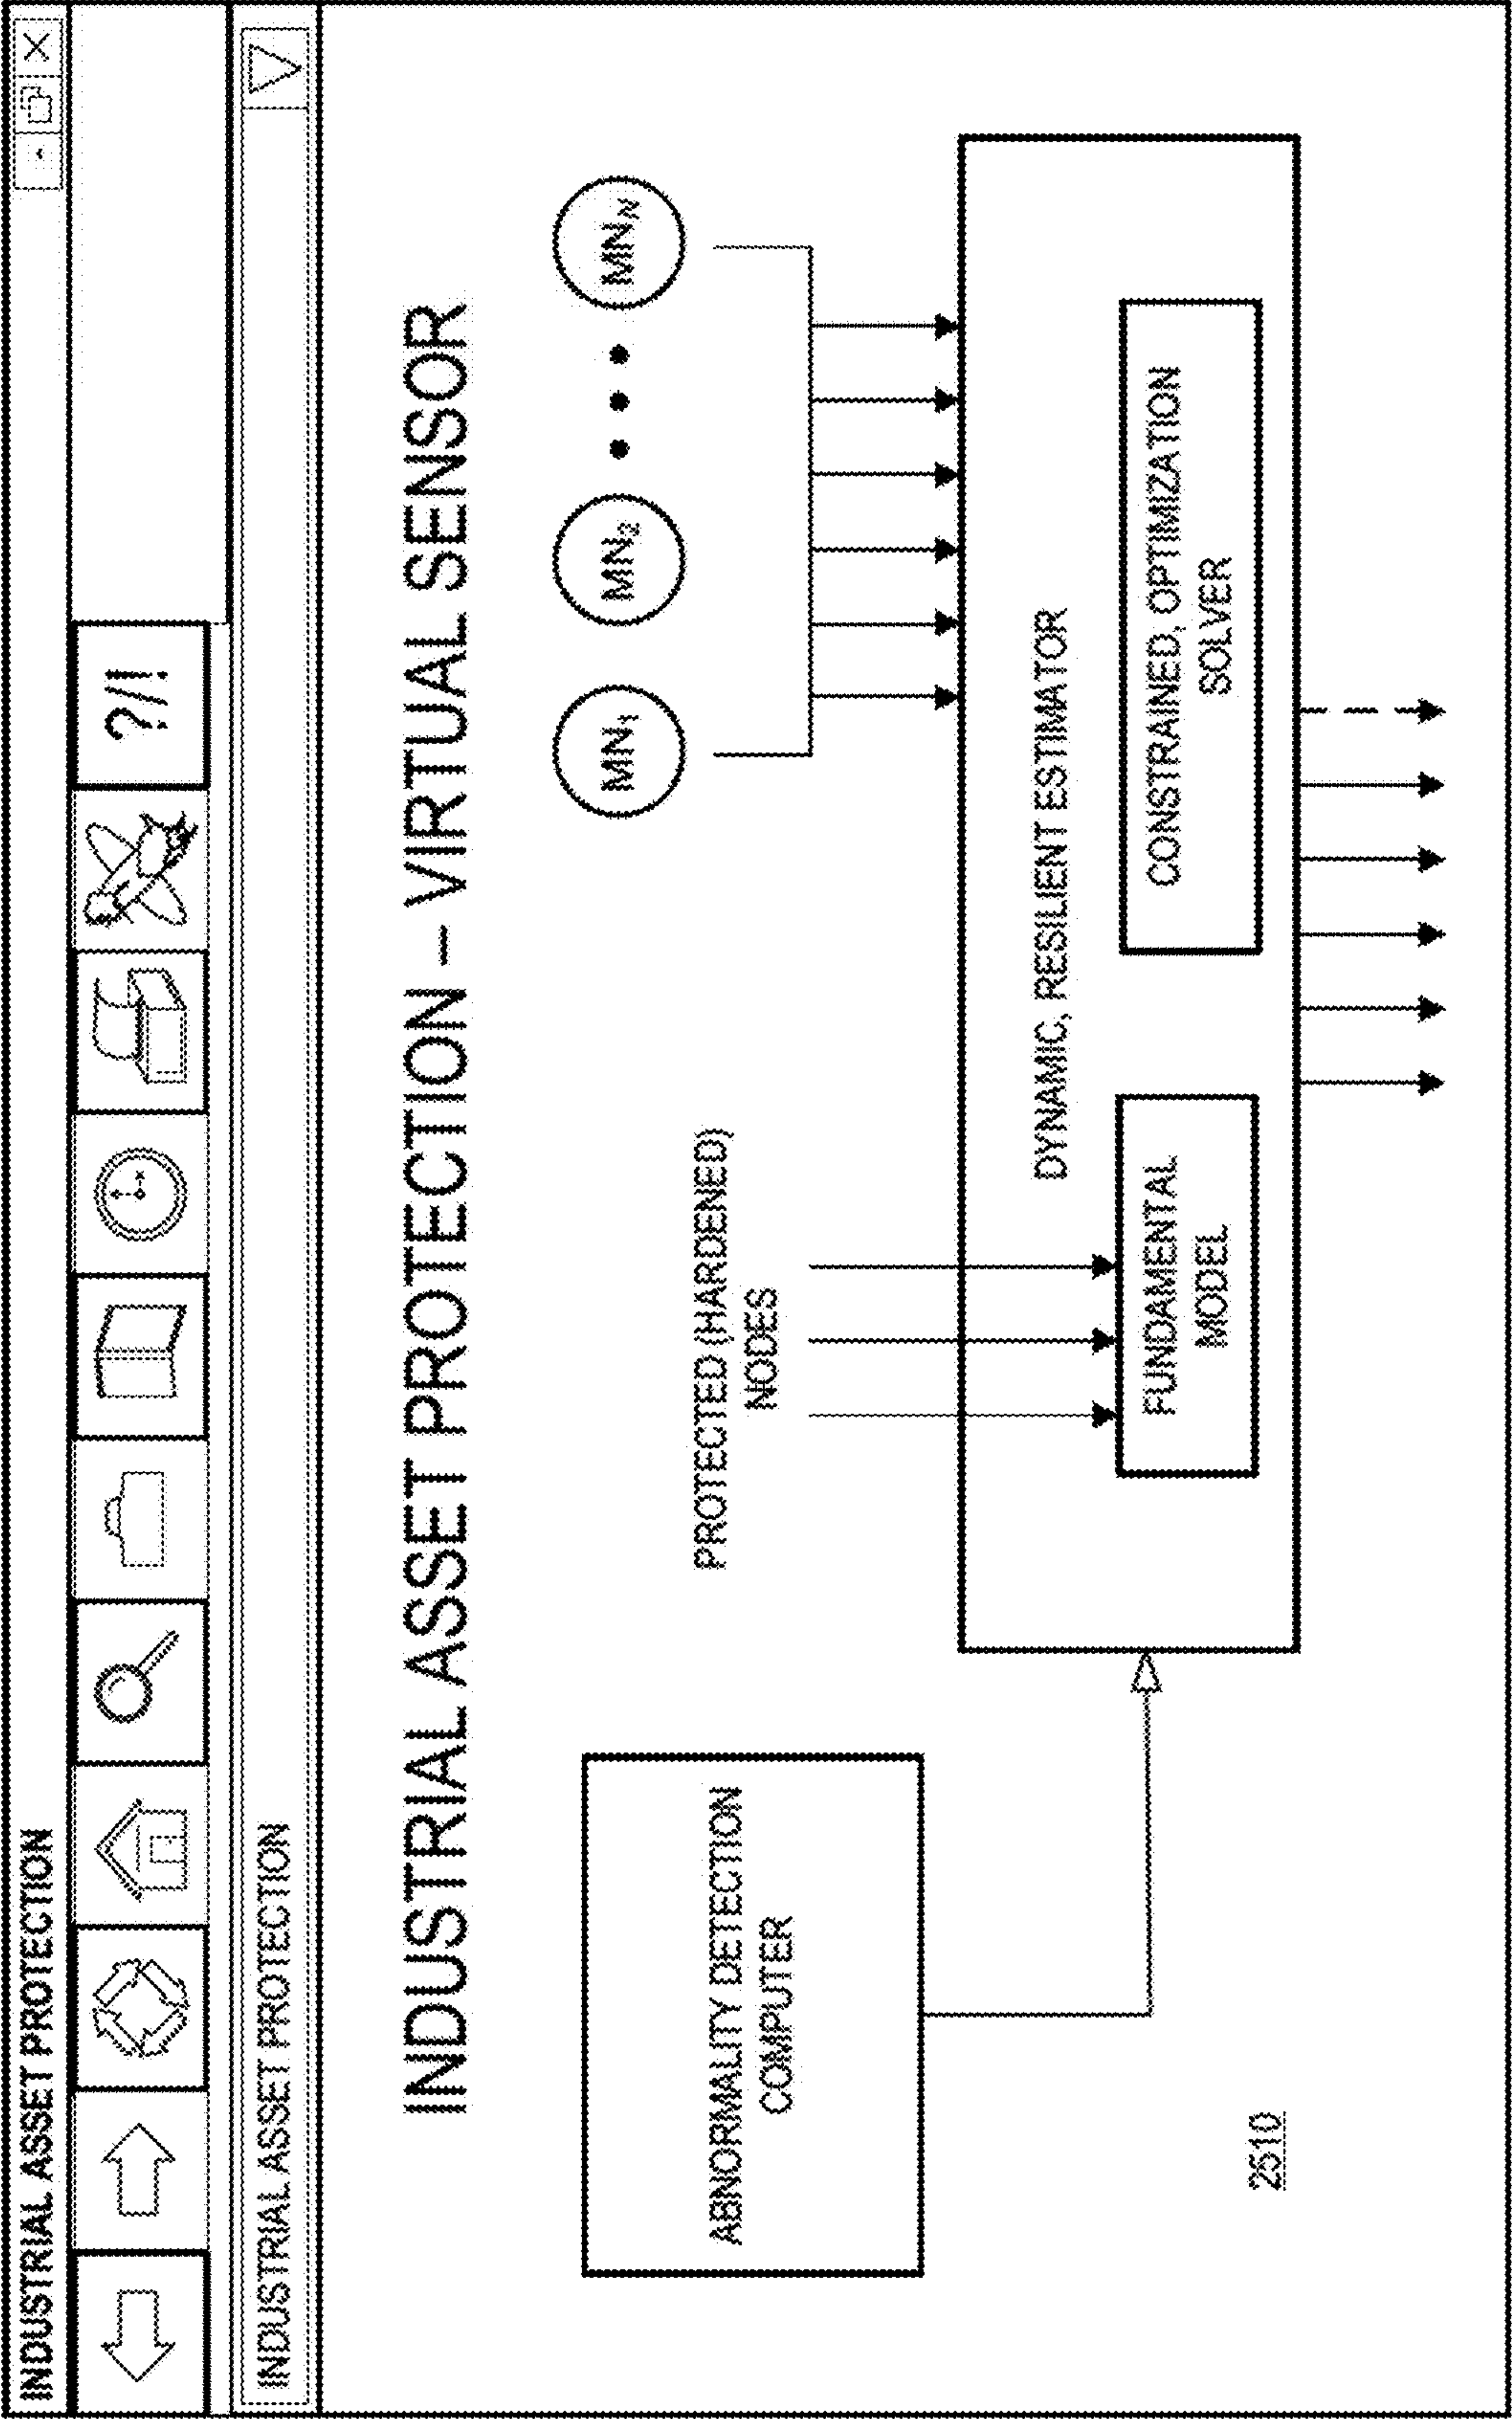 INDUSTRIAL ASSET PROTECTION
?/!
INDUSTRIAL ASSET PROTECTION
INDUSTRIAL ASSET PROTECTION – VIRTUAL SENSOR
MN1
MN2
MNN
PROTECTED (HARDENED)
NODES
ABNORMALITY DETECTION
COMPUTER
DYNAMIC, RESILIENT ESTIMATOR
FUNDAMENTAL
MODEL
CONSTRAINED, OPTIMIZATION
SOLVER
2510